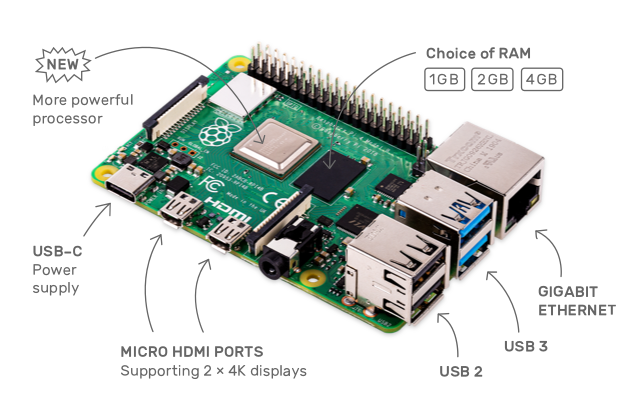 NEW
More powerful
processor
Choice of RAM
1GB 2GB 4GB
HDMI
USB-C
Power
supply
MICRO HDMI PORTS
Supporting 2 × 4K displays
GIGABIT
ETHERNET
USB 3
USB 2